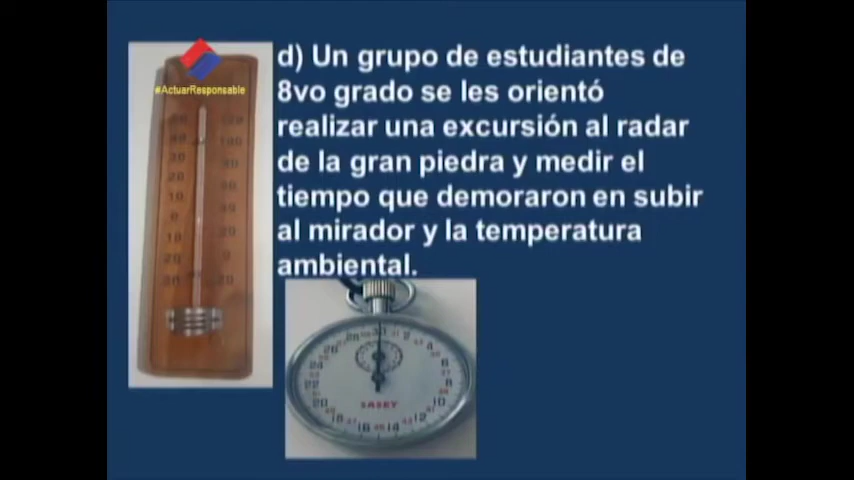 #ActuarResponsable
d) Un grupo de estudiantes de
8vo grado se les orientó
realizar una excursión al radar
de la gran piedra y medir el
tiempo que demoraron en subir
al mirador y la temperatura
ambiental.